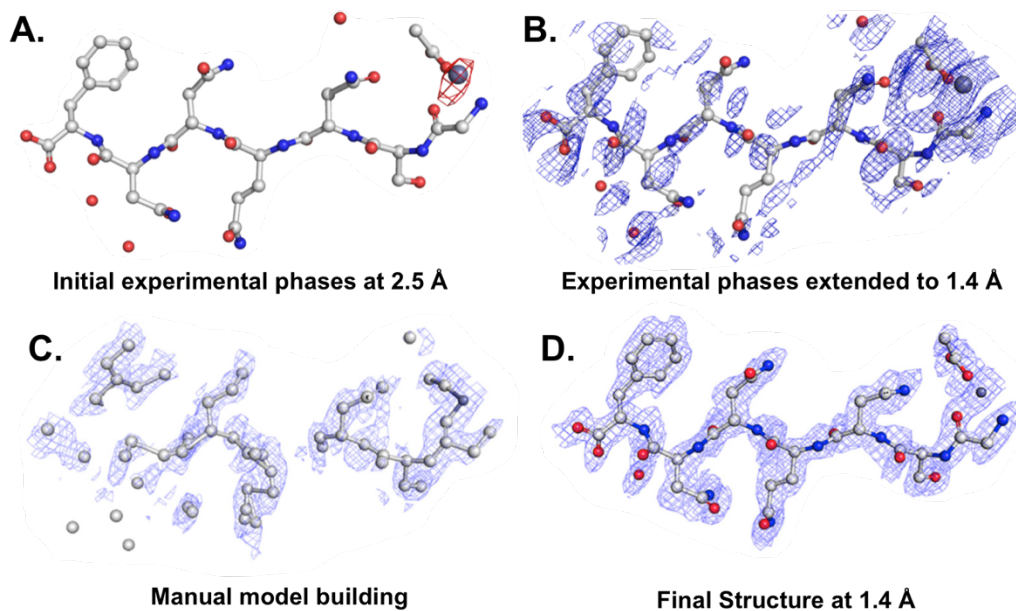 A.
B.
Initial experimental phases at 2.5 Å
Experimental phases extended to 1.4 Å
C.
D.
Manual model building
Final Structure at 1.4 Å